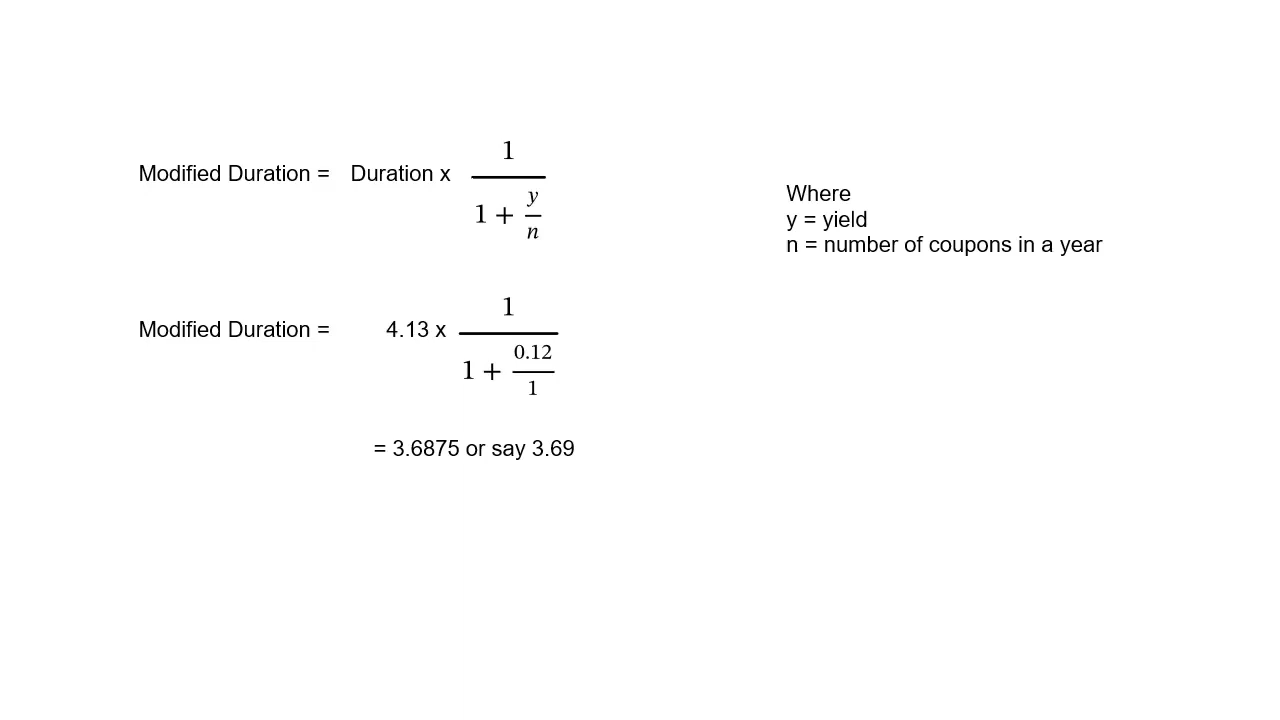 Modified Duration = Duration x 1 / (1 + y/n)
Where
y = yield
n = number of coupons in a year
Modified Duration = 4.13 x 1 / (1 + 0.12/1)
= 3.6875 or say 3.69